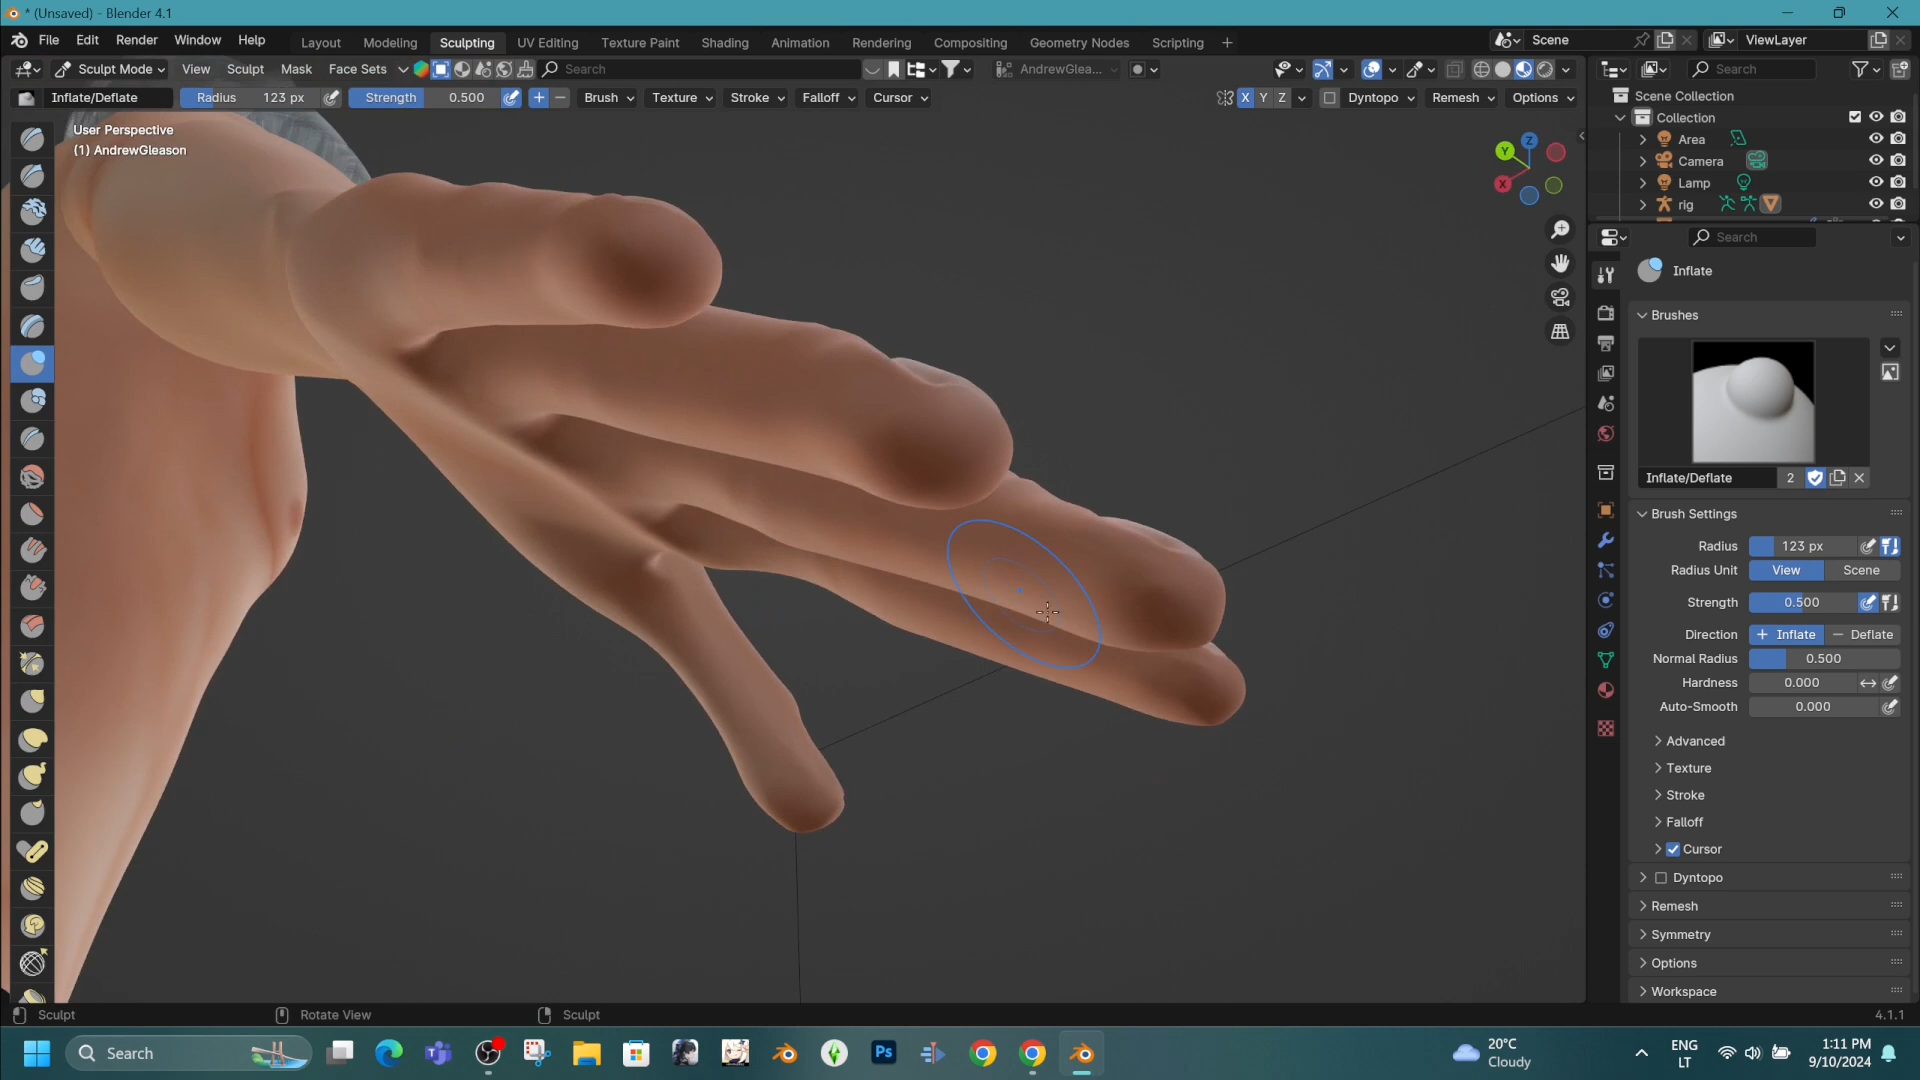 * (Unsaved) - Blender 4.1
File Edit Render Window Help Layout Modeling Sculpting UV Editing Texture Paint Shading Animation Rendering Compositing Geometry Nodes Scripting + Scene ViewLayer
Sculpt Mode View Sculpt Mask Face Sets Search AndrewGlea... Search
Inflate/Deflate Radius 123 px Strength 0.500 + − Brush Texture Stroke Falloff Cursor X Y Z Dyntopo Remesh Options
User Perspective
(1) AndrewGleason
Z
Y
X
Scene Collection
Collection
Area
Camera
Lamp
rig
Search
Inflate
Brushes
Inflate/Deflate 2
Brush Settings
Radius 123 px
Radius Unit View Scene
Strength 0.500
Direction + Inflate − Deflate
Normal Radius 0.500
Hardness 0.000
Auto-Smooth 0.000
Advanced
Texture
Stroke
Falloff
Cursor
Dyntopo
Remesh
Symmetry
Options
Workspace
Sculpt Rotate View Sculpt 4.1.1
Search Ps 20°C
Cloudy
ENG
LT
1:11 PM
9/10/2024